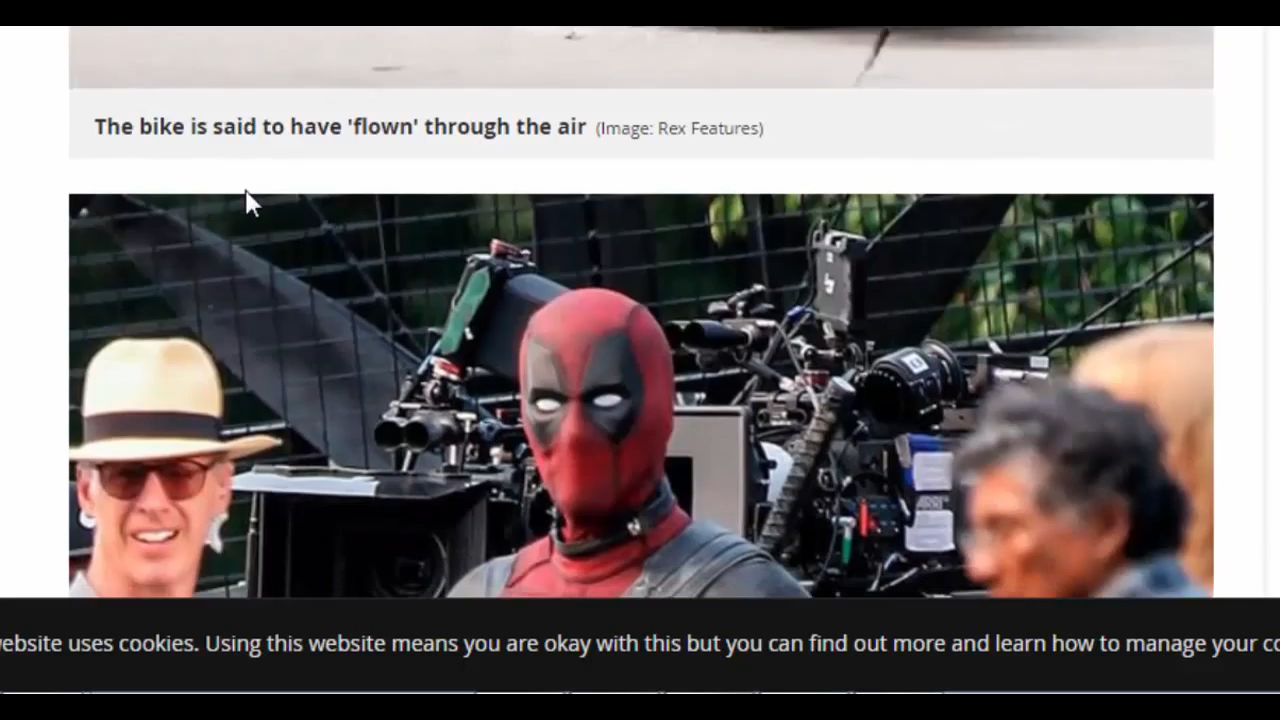 The bike is said to have 'flown' through the air (Image: Rex Features)
ARRI
ebsite uses cookies. Using this website means you are okay with this but you can find out more and learn how to manage your co